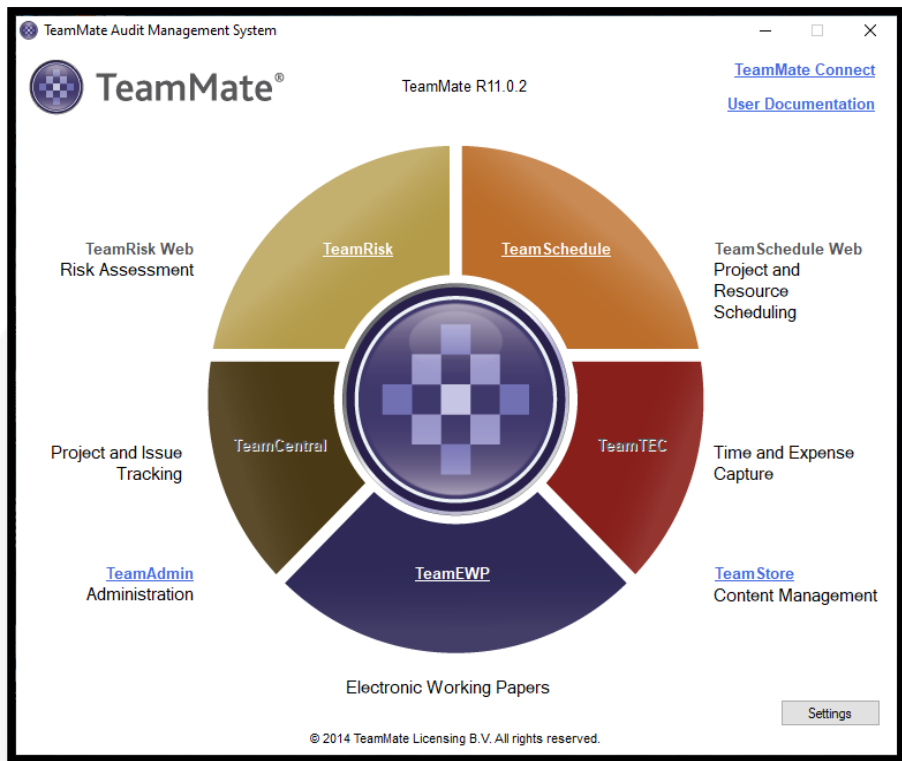 TeamMate Audit Management System
TeamMate®
TeamMate R11.0.2
TeamMate Connect
User Documentation
TeamRisk Web
Risk Assessment
TeamRisk
TeamSchedule
TeamSchedule Web
Project and
Resource
Scheduling
Project and Issue
Tracking
TeamCentral
TeamTEC
Time and Expense
Capture
TeamAdmin
Administration
TeamEWP
TeamStore
Content Management
Electronic Working Papers
Settings
© 2014 TeamMate Licensing B.V. All rights reserved.